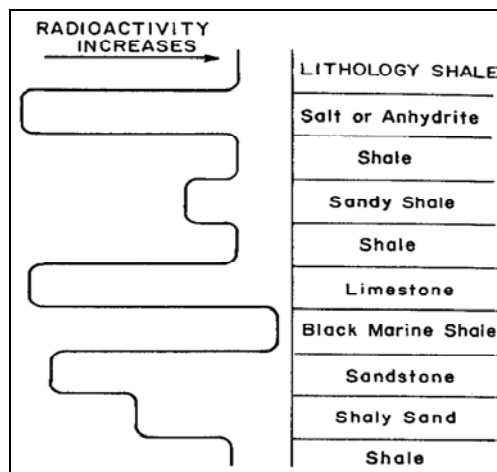 RADIOACTIVITY
INCREASES
LITHOLOGY SHALE
Salt or Anhydrite
Shale
Sandy Shale
Shale
Limestone
Black Marine Shale
Sandstone
Shaly Sand
Shale